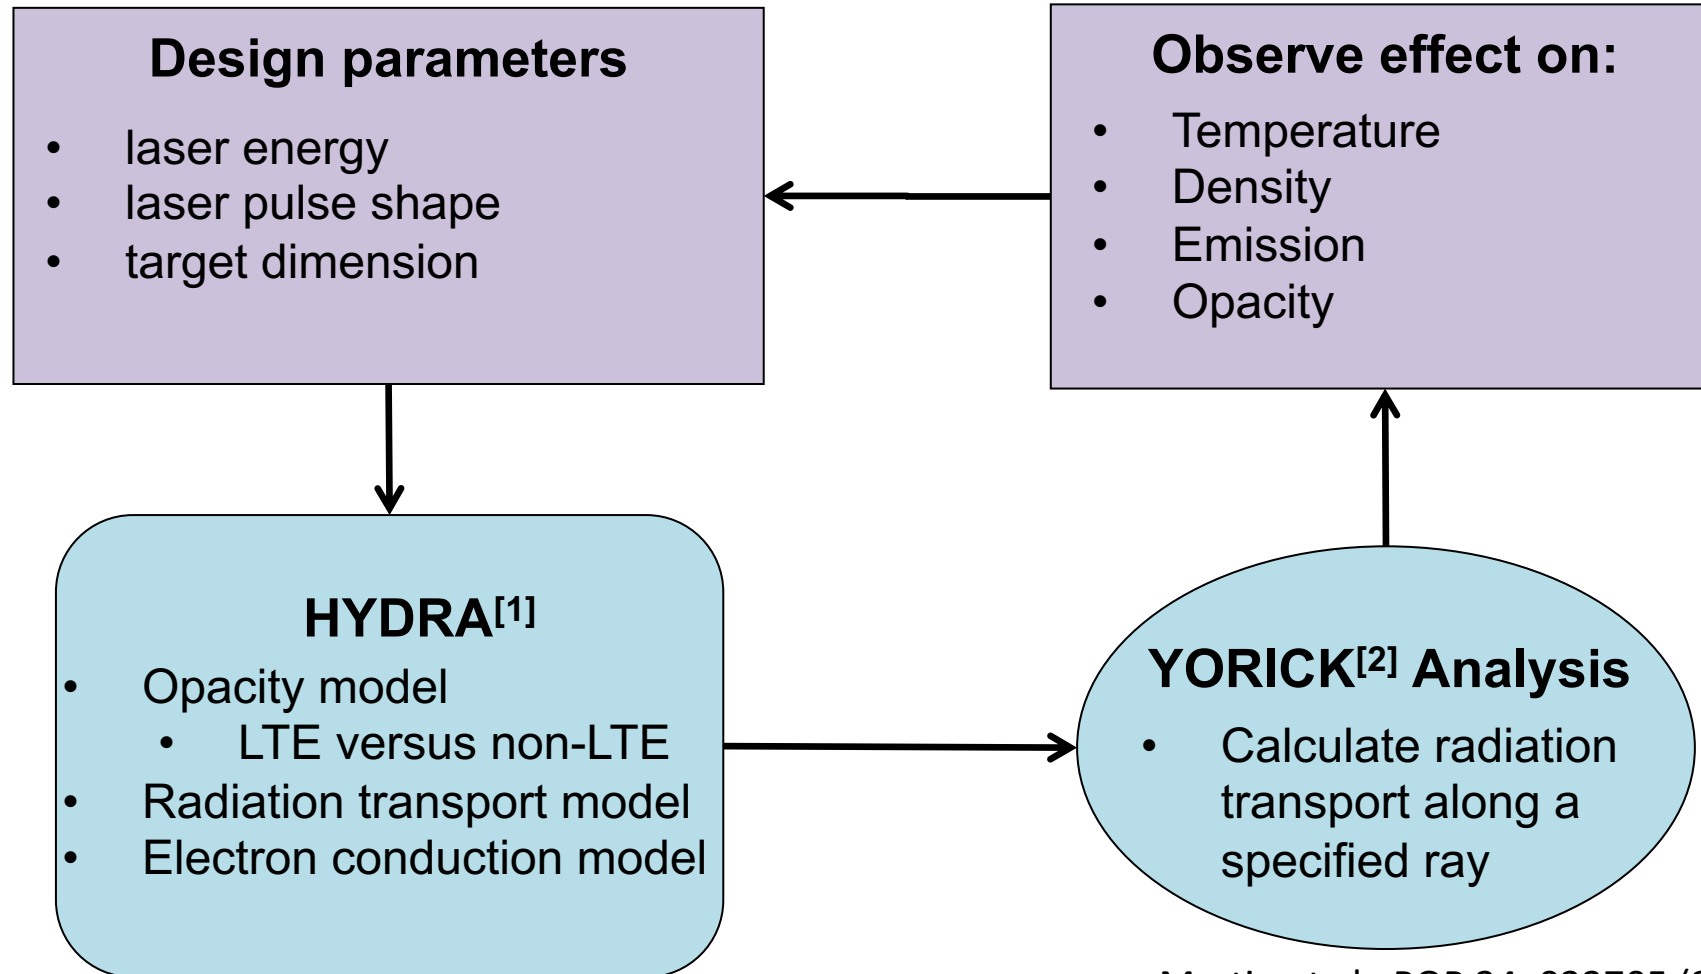 Design parameters
• laser energy
• laser pulse shape
• target dimension
Observe effect on:
• Temperature
• Density
• Emission
• Opacity
HYDRA[1]
• Opacity model
• LTE versus non-LTE
• Radiation transport model
• Electron conduction model
YORICK[2] Analysis
• Calculate radiation
transport along a
specified ray